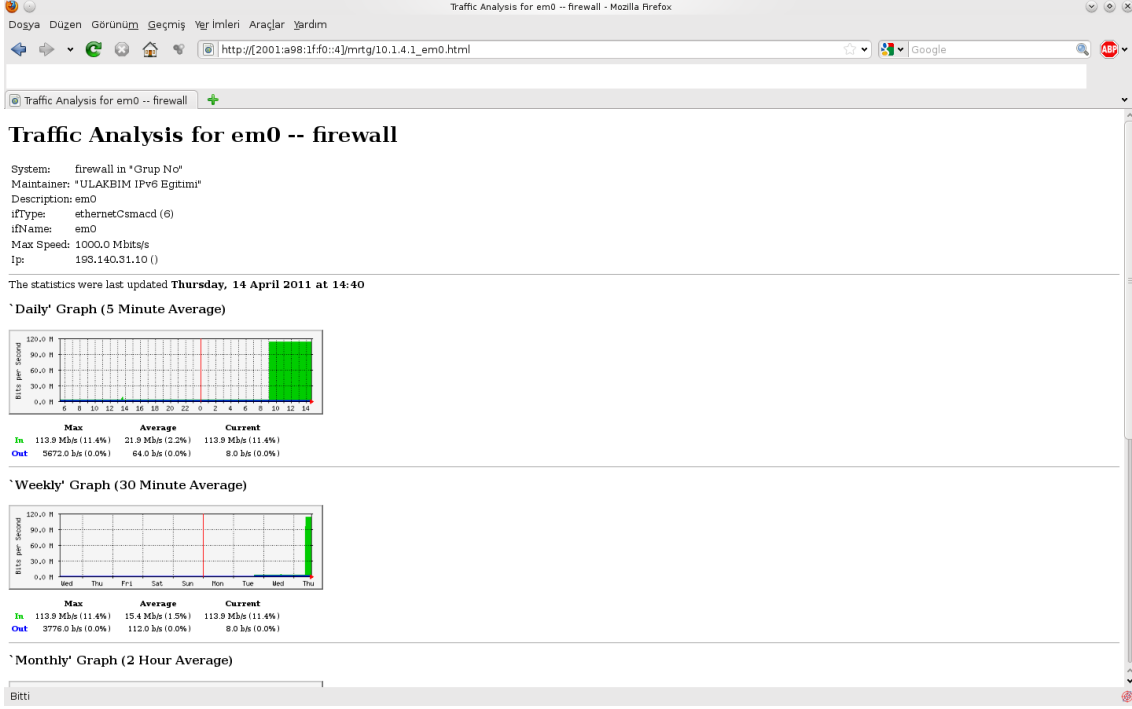 Traffic Analysis for em0 -- firewall - Mozilla Firefox
Dosya Düzen Görünüm Geçmiş Yer İmleri Araçlar Yardım
http://[2001:a98:1f:f0::4]/mrtg/10.1.4.1_em0.html
Google
ABP
Traffic Analysis for em0 -- firewall
Traffic Analysis for em0 -- firewall
System: firewall in "Grup No"
Maintainer: "ULAKBIM IPv6 Egitimi"
Description: em0
ifType: ethernetCsmacd (6)
ifName: em0
Max Speed: 1000.0 Mbits/s
Ip: 193.140.31.10 ()
The statistics were last updated Thursday, 14 April 2011 at 14:40
`Daily' Graph (5 Minute Average)
Bits per Second
120.0 M
90.0 M
60.0 M
30.0 M
0.0 M
6 8 10 12 14 16 18 20 22 0 2 4 6 8 10 12 14
Max Average Current
In 113.9 Mb/s (11.4%) 21.9 Mb/s (2.2%) 113.9 Mb/s (11.4%)
Out 5672.0 b/s (0.0%) 64.0 b/s (0.0%) 8.0 b/s (0.0%)
`Weekly' Graph (30 Minute Average)
Bits per Second
120.0 M
90.0 M
60.0 M
30.0 M
0.0 M
Wed Thu Fri Sat Sun Mon Tue Wed Thu
Max Average Current
In 113.9 Mb/s (11.4%) 15.4 Mb/s (1.5%) 113.9 Mb/s (11.4%)
Out 3776.0 b/s (0.0%) 112.0 b/s (0.0%) 8.0 b/s (0.0%)
`Monthly' Graph (2 Hour Average)
Bitti